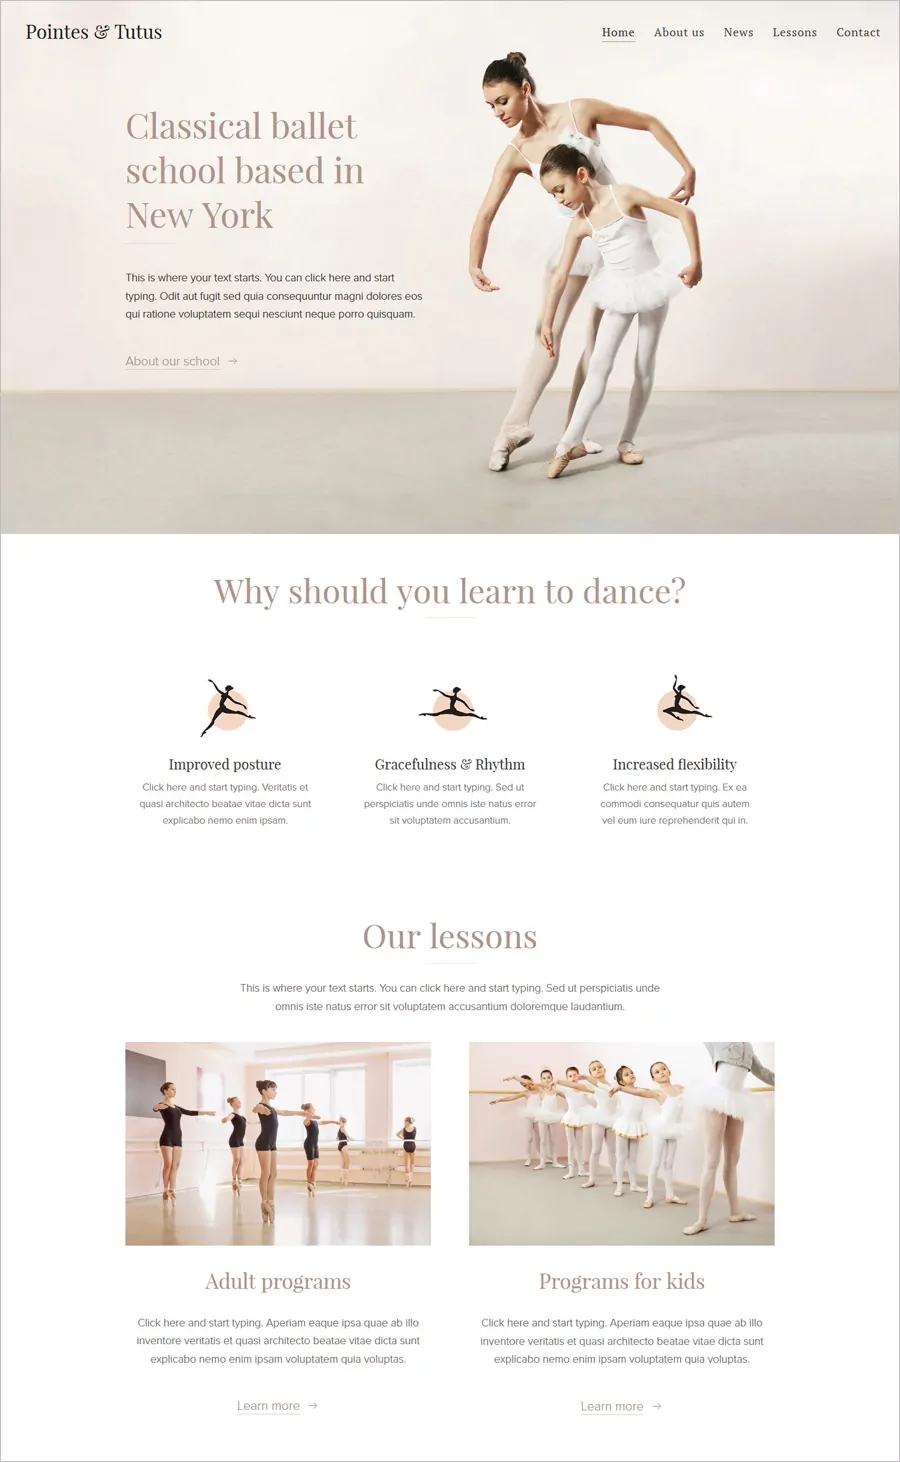 Pointes & Tutus
Home About us News Lessons Contact
Classical ballet
school based in
New York
This is where your text starts. You can click here and start
typing. Odit aut fugit sed quia consequuntur magni dolores eos
qui ratione voluptatem sequi nesciunt neque porro quisquam.
About our school →
Why should you learn to dance?
Improved posture
Click here and start typing. Veritatis et
quasi architecto beatae vitae dicta sunt
explicabo nemo enim ipsam.
Gracefulness & Rhythm
Click here and start typing. Sed ut
perspiciatis unde omnis iste natus error
sit voluptatem accusantium.
Increased flexibility
Click here and start typing. Ex ea
commodi consequatur quis autem
vel eum iure reprehenderit qui in.
Our lessons
This is where your text starts. You can click here and start typing. Sed ut perspiciatis unde
omnis iste natus error sit voluptatem accusantium doloremque laudantium.
Adult programs
Click here and start typing. Aperiam eaque ipsa quae ab illo
inventore veritatis et quasi architecto beatae vitae dicta sunt
explicabo nemo enim ipsam voluptatem quia voluptas.
Learn more →
Programs for kids
Click here and start typing. Aperiam eaque ipsa quae ab illo
inventore veritatis et quasi architecto beatae vitae dicta sunt
explicabo nemo enim ipsam voluptatem quia voluptas.
Learn more →